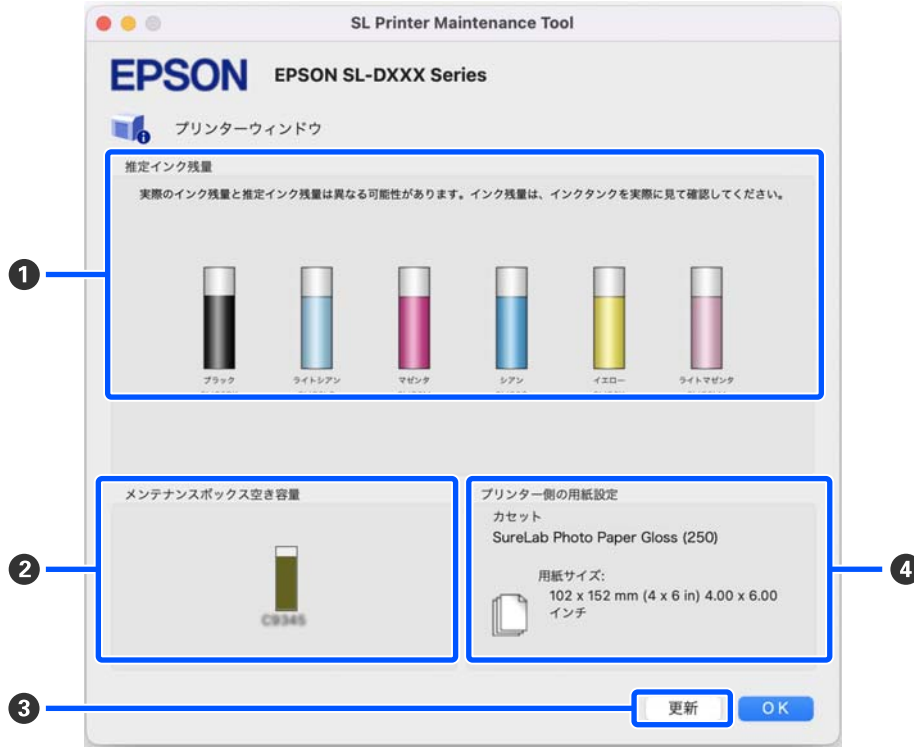 SL Printer Maintenance Tool
EPSON EPSON SL-DXXX Series
プリンターウィンドウ
推定インク残量
実際のインク残量と推定インク残量は異なる可能性があります。インク残量は、インクタンクを実際に見て確認してください。
1
ブラック ライトシアン マゼンタ シアン イエロー ライトマゼンタ
メンテナンスボックス空き容量
2
C9345
プリンター側の用紙設定
カセット
SureLab Photo Paper Gloss (250)
用紙サイズ:
102 x 152 mm (4 x 6 in) 4.00 x 6.00
インチ
4
3
更新 OK